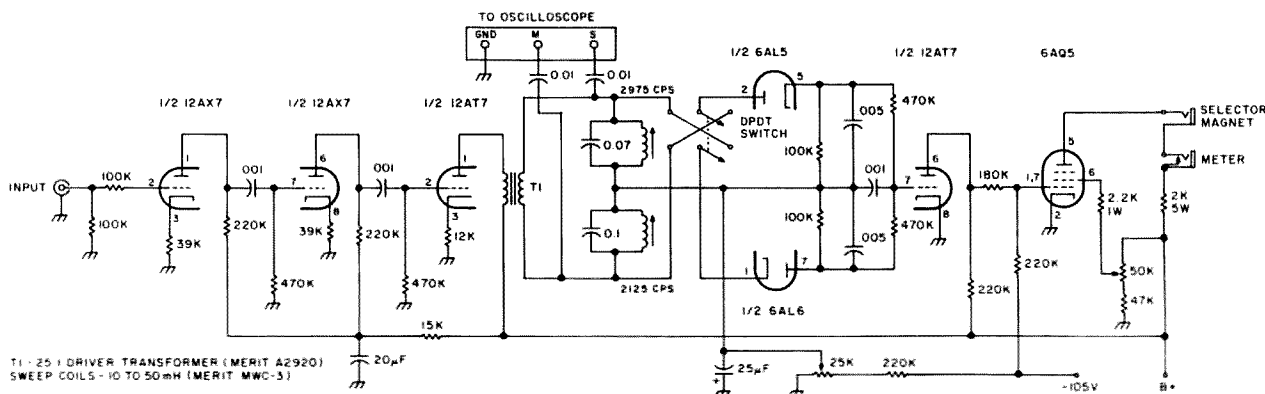 TO OSCILLOSCOPE
GND M S
0.01 0.01
1/2 12AX7 1/2 12AX7 1/2 12AT7
2975 CPS
1/2 6AL5 1/2 12AT7 6AQ5
DPDT SWITCH
SELECTOR MAGNET
METER
INPUT
100K
100K
2
1
3
39K
220K
001
470K
7
6
8
39K
220K
001
470K
2
1
3
12K
T1
0.07
0.1
2125 CPS
2
5
1
7
1/2 6AL6
100K
100K
005
005
001
470K
470K
7
6
8
180K
220K
220K
1,7
5
6
2
2.2K 1W
2K 5W
50K
47K
15K
20µF
25µF
+
25K
220K
-105V
B+
T1 - 25:1 DRIVER TRANSFORMER (MERIT A2920)
SWEEP COILS - 10 TO 50mH (MERIT MWC-3)